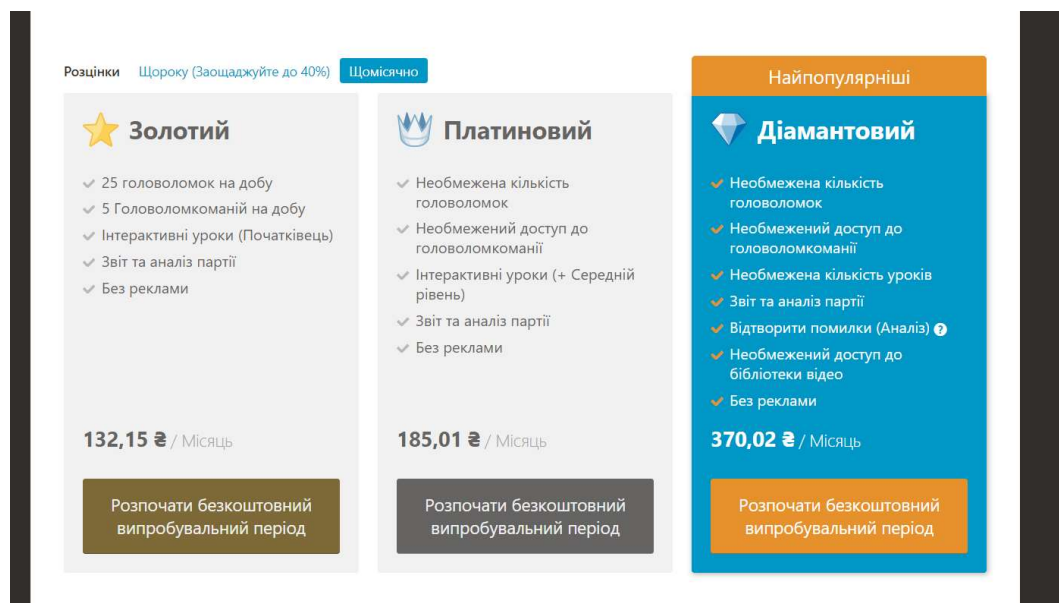 Розцінки Щороку (Заощаджуйте до 40%) Щомісячно
Золотий
25 головоломок на добу
5 Головоломкоманій на добу
Інтерактивні уроки (Початківець)
Звіт та аналіз партії
Без реклами
132,15 ₴ / Місяць
Розпочати безкоштовний
випробувальний період
Платиновий
Необмежена кількість
головоломок
Необмежений доступ до
головоломкоманії
Інтерактивні уроки (+ Середній
рівень)
Звіт та аналіз партії
Без реклами
185,01 ₴ / Місяць
Розпочати безкоштовний
випробувальний період
Найпопулярніші
Діамантовий
Необмежена кількість
головоломок
Необмежений доступ до
головоломкоманії
Необмежена кількість уроків
Звіт та аналіз партії
Відтворити помилки (Аналіз) ?
Необмежений доступ до
бібліотеки відео
Без реклами
370,02 ₴ / Місяць
Розпочати безкоштовний
випробувальний період